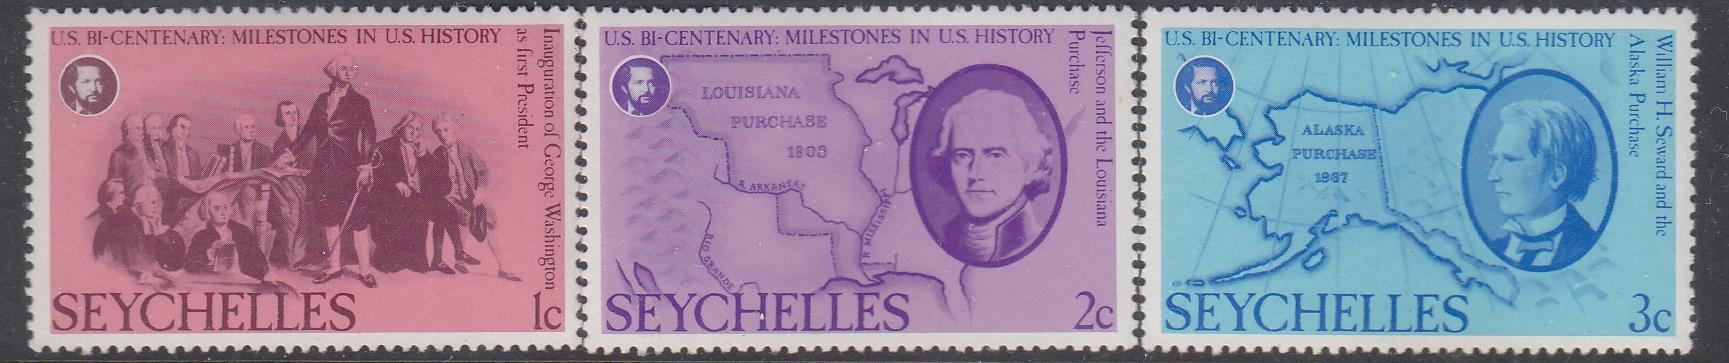 U.S. BI-CENTENARY: MILESTONES IN U.S. HISTORY
Inauguration of George Washington
as first President
SEYCHELLES 1c
U.S. BI-CENTENARY: MILESTONES IN U.S. HISTORY
Jefferson and the Louisiana
Purchase
LOUISIANA
PURCHASE
1803
R ARKANSAS
R MISSISSIPPI
RIO GRANDE
SEYCHELLES 2c
U.S. BI-CENTENARY: MILESTONES IN U.S. HISTORY
William H. Seward and the
Alaska Purchase
ALASKA
PURCHASE
1867
SEYCHELLES 3c